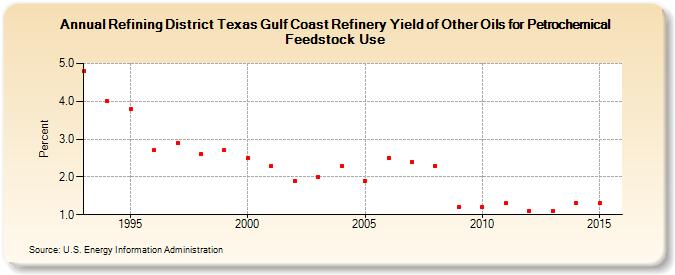 Annual Refining District Texas Gulf Coast Refinery Yield of Other Oils for Petrochemical
Feedstock Use
Percent
5.0
4.0
3.0
2.0
1.0
1995 2000 2005 2010 2015
Source: U.S. Energy Information Administration